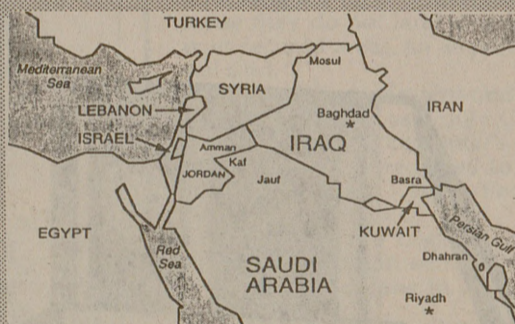 TURKEY
Mediterranean
Sea
Mosul
SYRIA
LEBANON
Baghdad
IRAN
ISRAEL
Amman
IRAQ
Kaf
JORDAN
Jauf
Basra
EGYPT
KUWAIT
Persian Gulf
Red
Sea
Dhahran
SAUDI
ARABIA
Riyadh